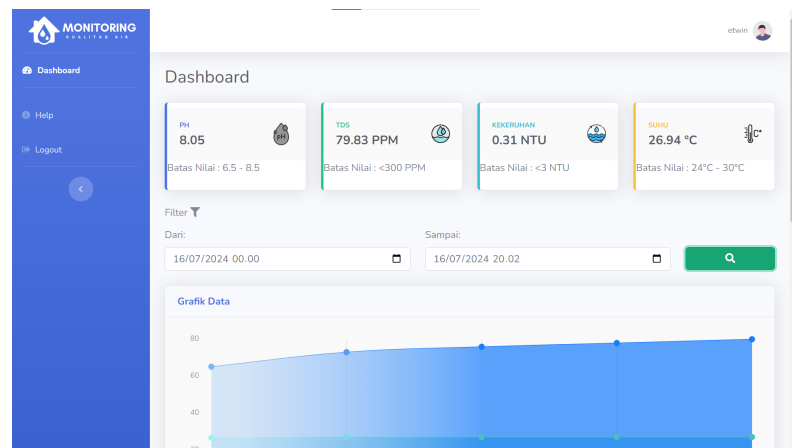 MONITORING
KUALITAS AIR
etwin
Dashboard
Help
Logout
Dashboard
PH
8.05
Batas Nilai : 6.5 - 8.5
TDS
79.83 PPM
Batas Nilai : <300 PPM
KEKERUHAN
0.31 NTU
Batas Nilai : <3 NTU
SUHU
26.94 °C
Batas Nilai : 24°C - 30°C
pH
C°
Filter
Dari:
16/07/2024 00.00
Sampai:
16/07/2024 20.02
Grafik Data
80
60
40